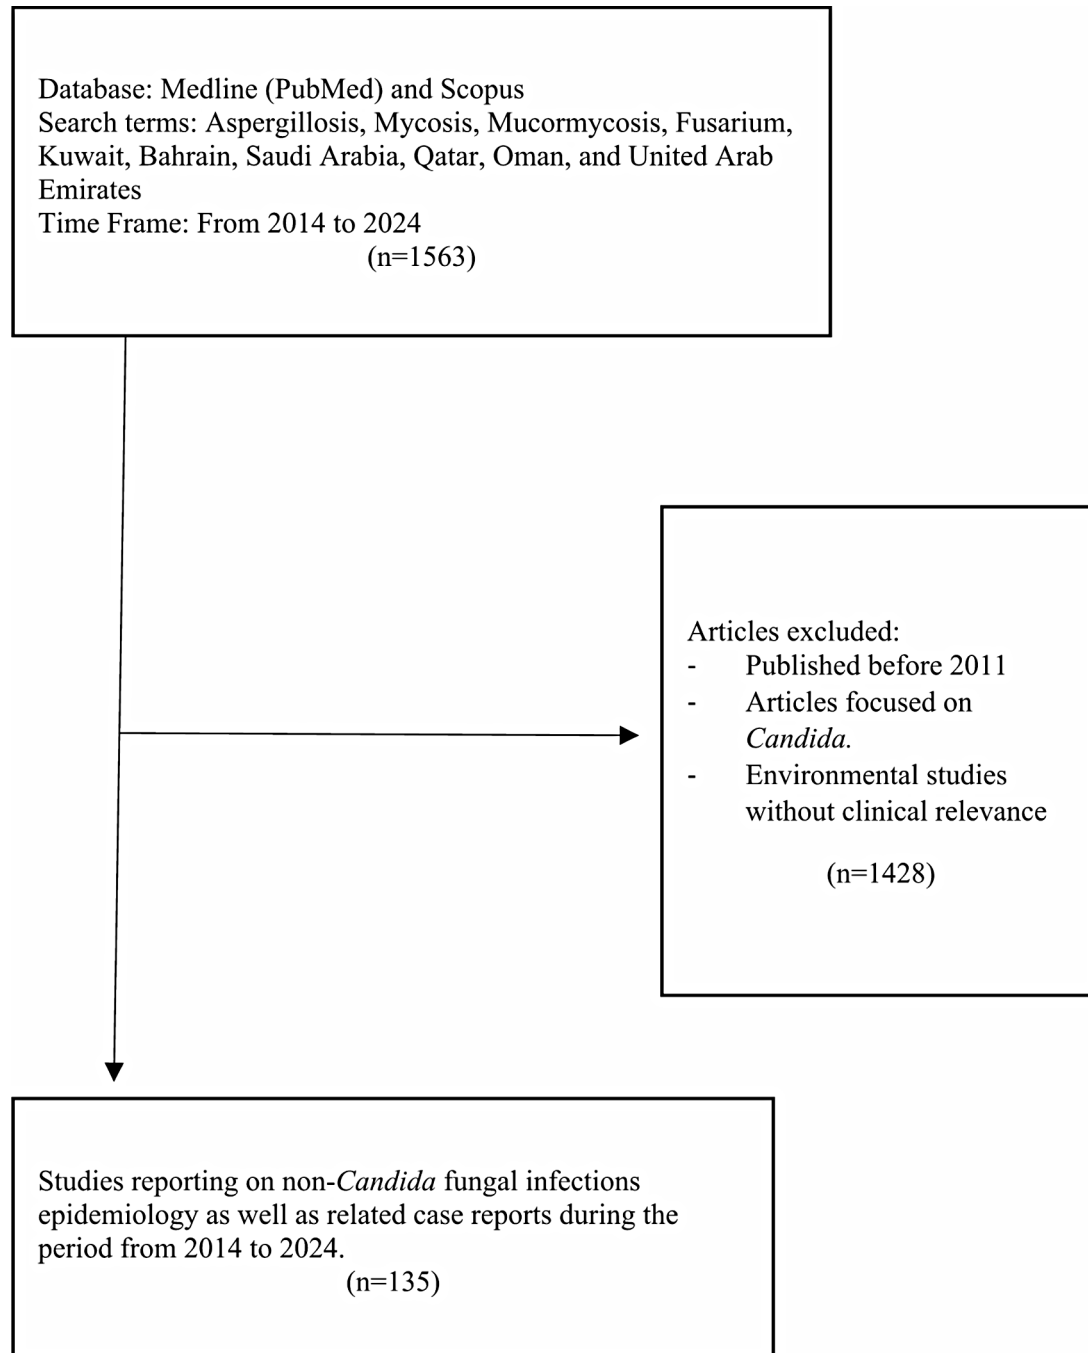 Database: Medline (PubMed) and Scopus
Search terms: Aspergillosis, Mycosis, Mucormycosis, Fusarium,
Kuwait, Bahrain, Saudi Arabia, Qatar, Oman, and United Arab
Emirates
Time Frame: From 2014 to 2024
(n=1563)
Articles excluded:
- Published before 2011
- Articles focused on
Candida.
- Environmental studies
without clinical relevance
(n=1428)
Studies reporting on non-Candida fungal infections
epidemiology as well as related case reports during the
period from 2014 to 2024.
(n=135)